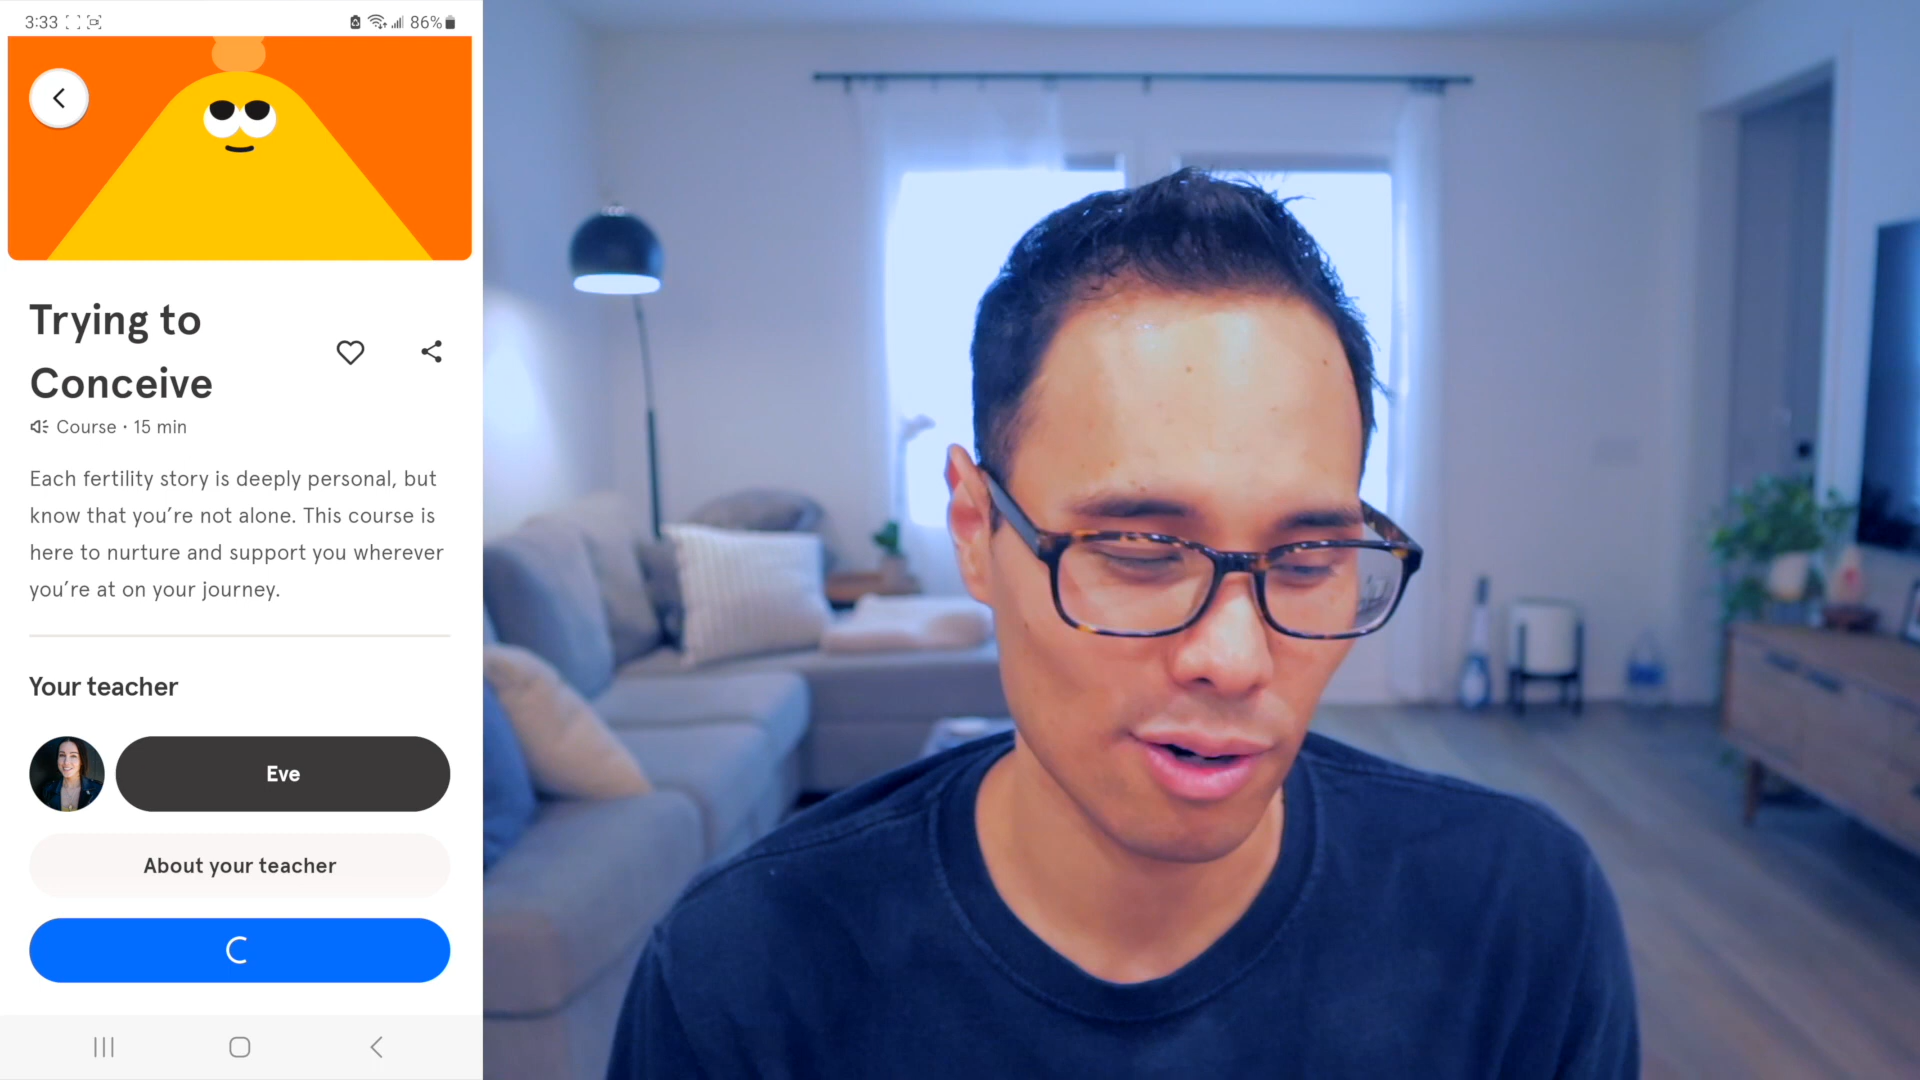 3:33 86%
Trying to
Conceive
Course • 15 min
Each fertility story is deeply personal, but
know that you’re not alone. This course is
here to nurture and support you wherever
you’re at on your journey.
Your teacher
Eve
About your teacher